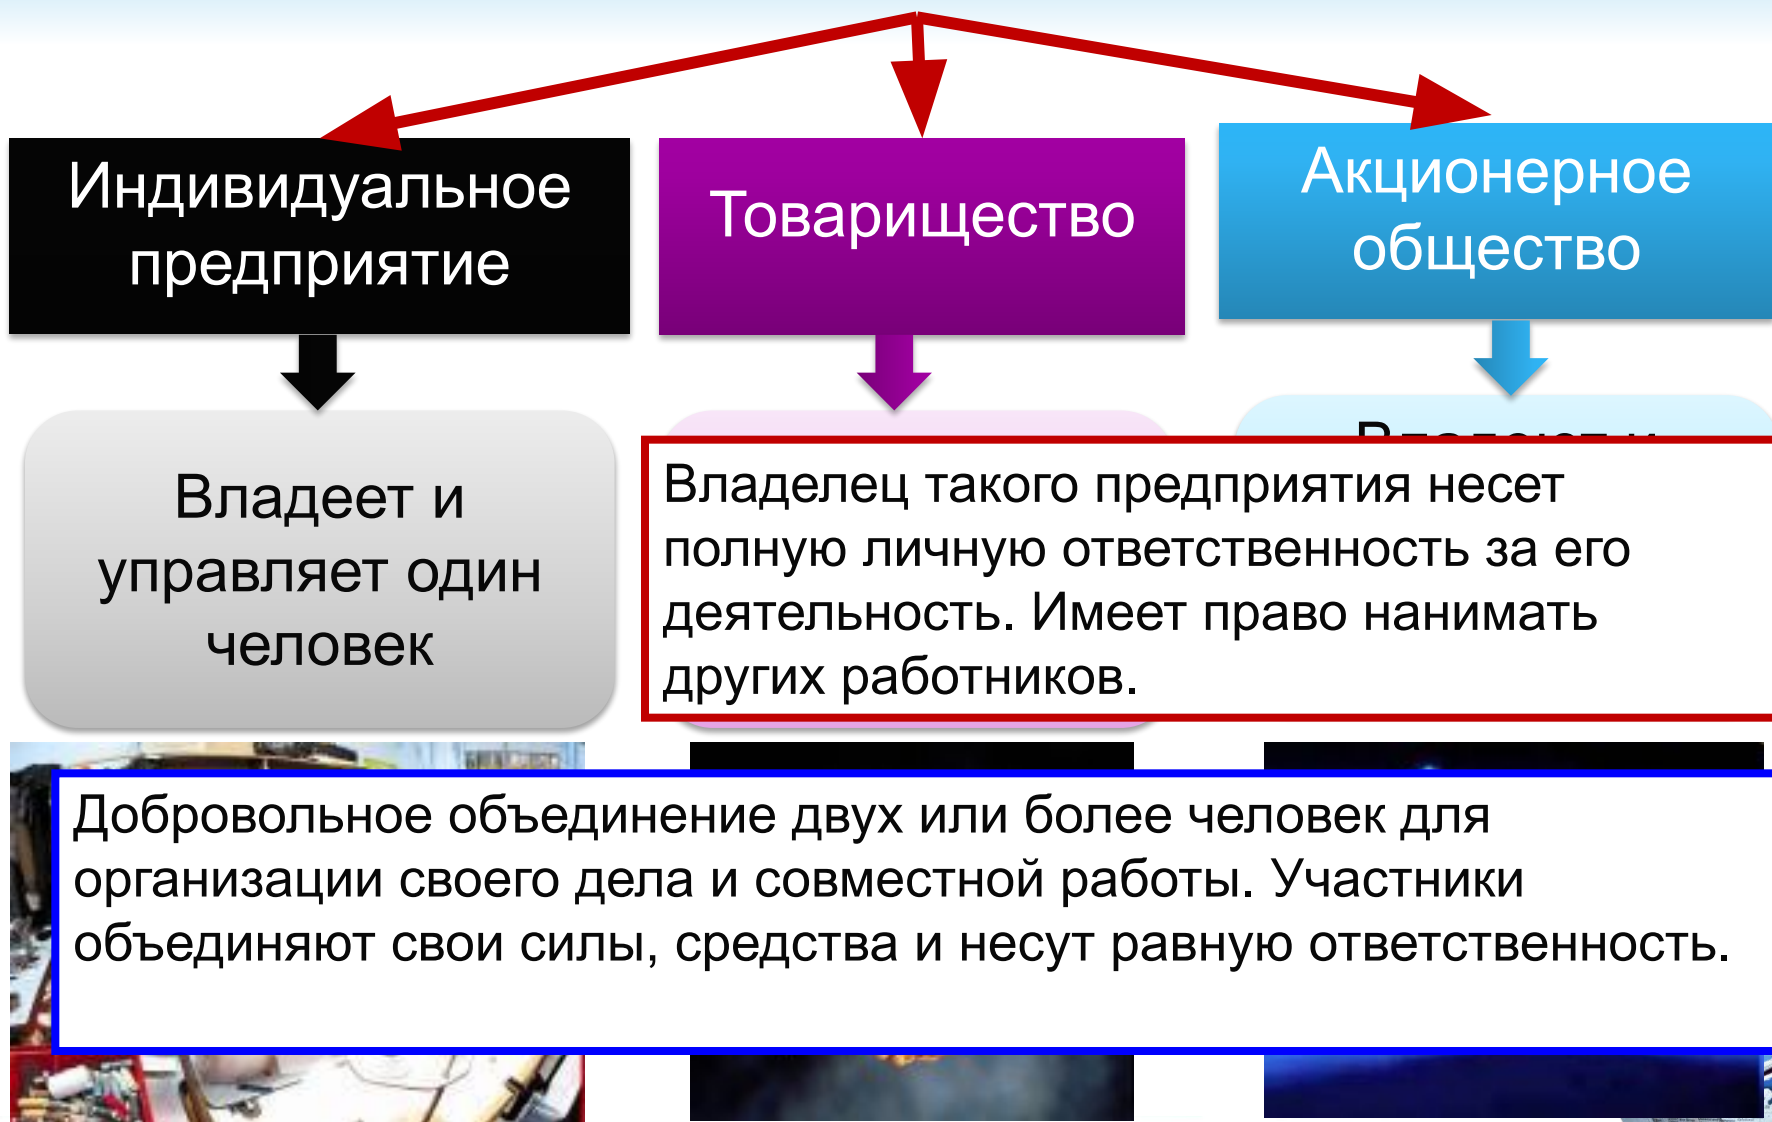 Индивидуальное
предприятие
Товарищество
Акционерное
общество
Владеет и
управляет один
человек
Владеют и
Владелец такого предприятия несет
полную личную ответственность за его
деятельность. Имеет право нанимать
других работников.
Добровольное объединение двух или более человек для
организации своего дела и совместной работы. Участники
объединяют свои силы, средства и несут равную ответственность.